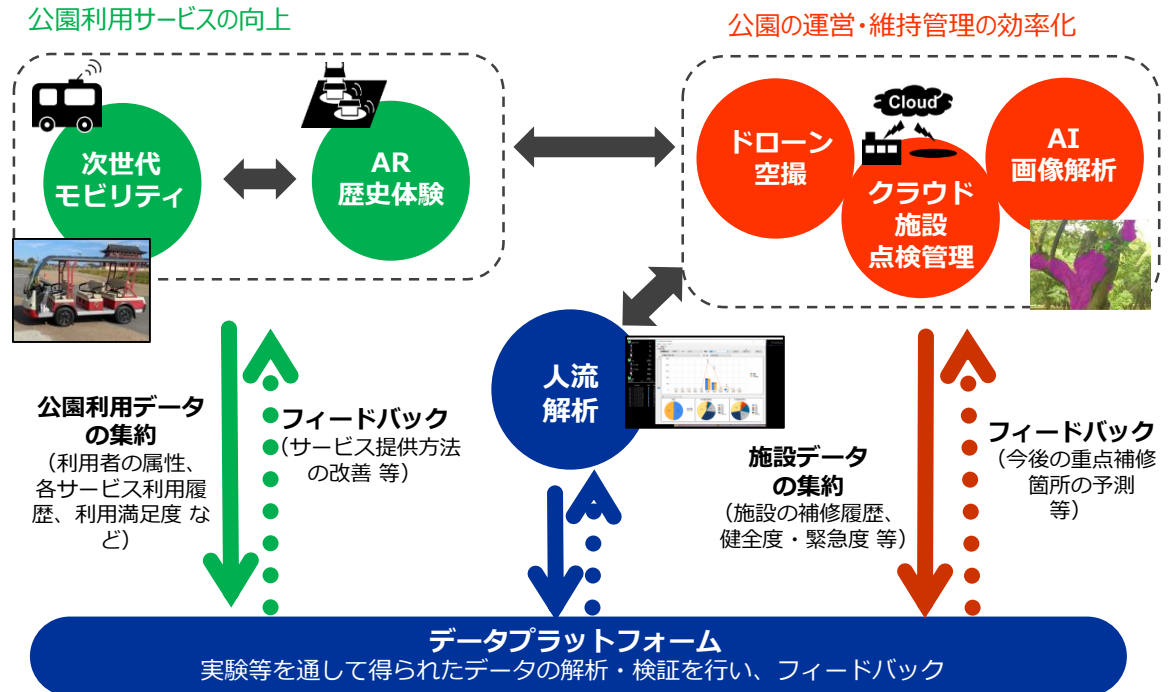 公園利用サービスの向上
公園の運営・維持管理の効率化
次世代
モビリティ
AR
歴史体験
ドローン
空撮
Cloud
クラウド
施設
点検管理
AI
画像解析
人流
解析
公園利用データ
の集約
（利用者の属性、
各サービス利用履
歴、利用満足度 な
ど）
フィードバック
（サービス提供方法
の改善 等）
施設データ
の集約
（施設の補修履歴、
健全度・緊急度 等）
フィードバック
（今後の重点補修
箇所の予測
等）
データプラットフォーム
実験等を通して得られたデータの解析・検証を行い、フィードバック